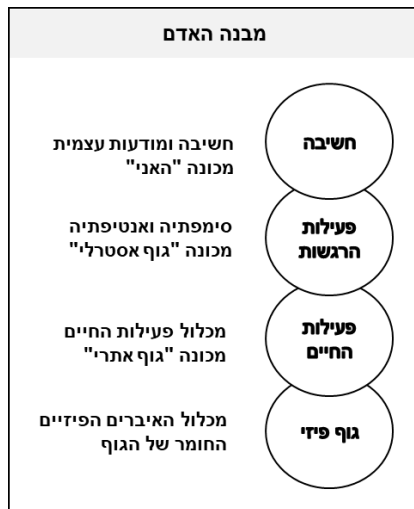 מבנה האדם
חשיבה
חשיבה ומודעות עצמית
מכונה "האני"
פעילות
הרגשות
סימפתיה ואנטיפתיה
מכונה "גוף אסטרלי"
פעילות
החיים
מכלול פעילות החיים
מכונה "גוף אתרי"
גוף פיזי
מכלול האיברים הפיזיים
החומר של הגוף